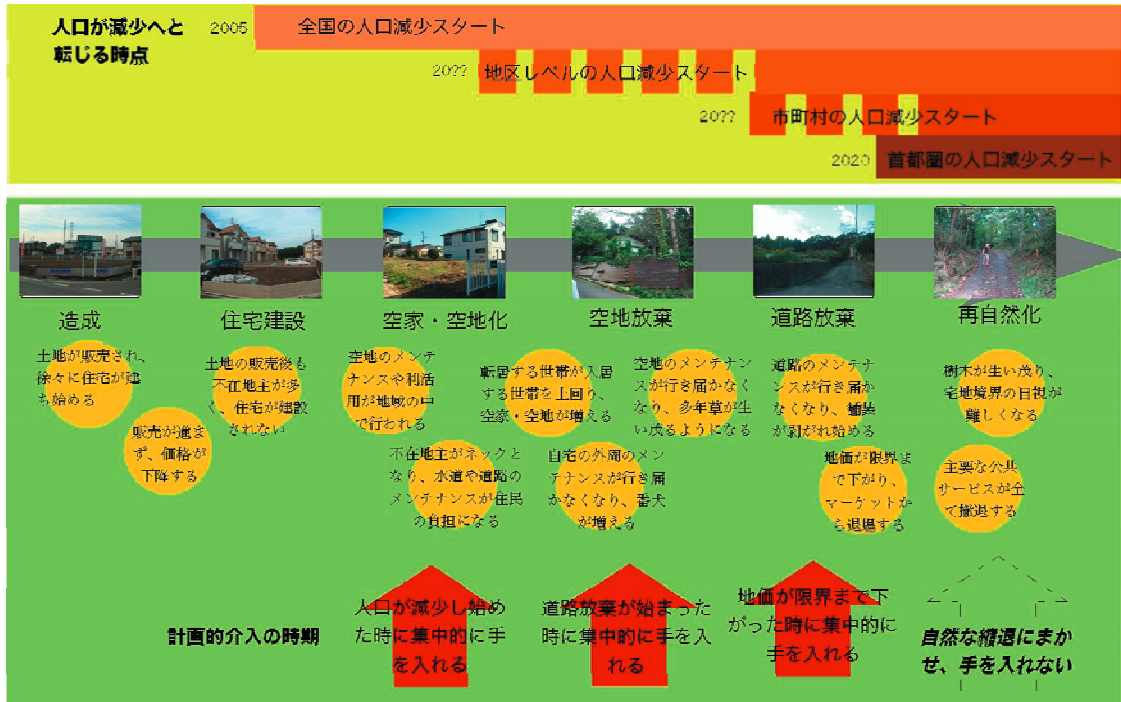 人口が減少へと
転じる時点
2005
全国の人口減少スタート
20??
地区レベルの人口減少スタート
20??
市町村の人口減少スタート
2020
首都圏の人口減少スタート
造成
住宅建設
空家・空地化
空地放棄
道路放棄
再自然化
土地が販売され、
徐々に住宅が建
ち始める
販売が進ま
ず、価格が
下降する
土地の販売後も
不在地主が多
く、住宅が建設
されない
空地のメンテ
ナンスや利活
用が地域の中
で行われる
不在地主がネックと
なり、水道や道路の
メンテナンスが住民
の負担になる
転居する世帯が入居
する世帯を上回り、
空家・空地が増える
自宅の外周のメン
テナンスが行き届
かなくなり、番犬
が増える
空地のメンテナン
スが行き届かなく
なり、多年草が生
い茂るようになる
道路のメンテナ
ンスが行き届か
なくなり、舗装
が剥がれ始める
地価が限界ま
で下がり、
マーケットか
ら退場する
樹木が生い茂り、
宅地境界の目視が
難しくなる
主要な公共
サービスが全
て撤退する
計画的介入の時期
人口が減少し始め
た時に集中的に手
を入れる
道路放棄が始まった
時に集中的に手を入
れる
地価が限界まで下
がった時に集中的に
手を入れる
自然な縮退にまか
せ、手を入れない